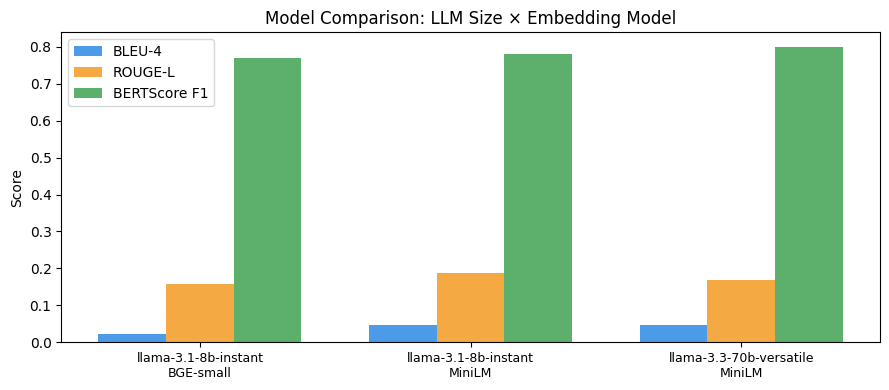 Model Comparison: LLM Size × Embedding Model
BLEU-4
ROUGE-L
BERTScore F1
Score
0.8
0.7
0.6
0.5
0.4
0.3
0.2
0.1
0.0
llama-3.1-8b-instant
BGE-small
llama-3.1-8b-instant
MiniLM
llama-3.3-70b-versatile
MiniLM